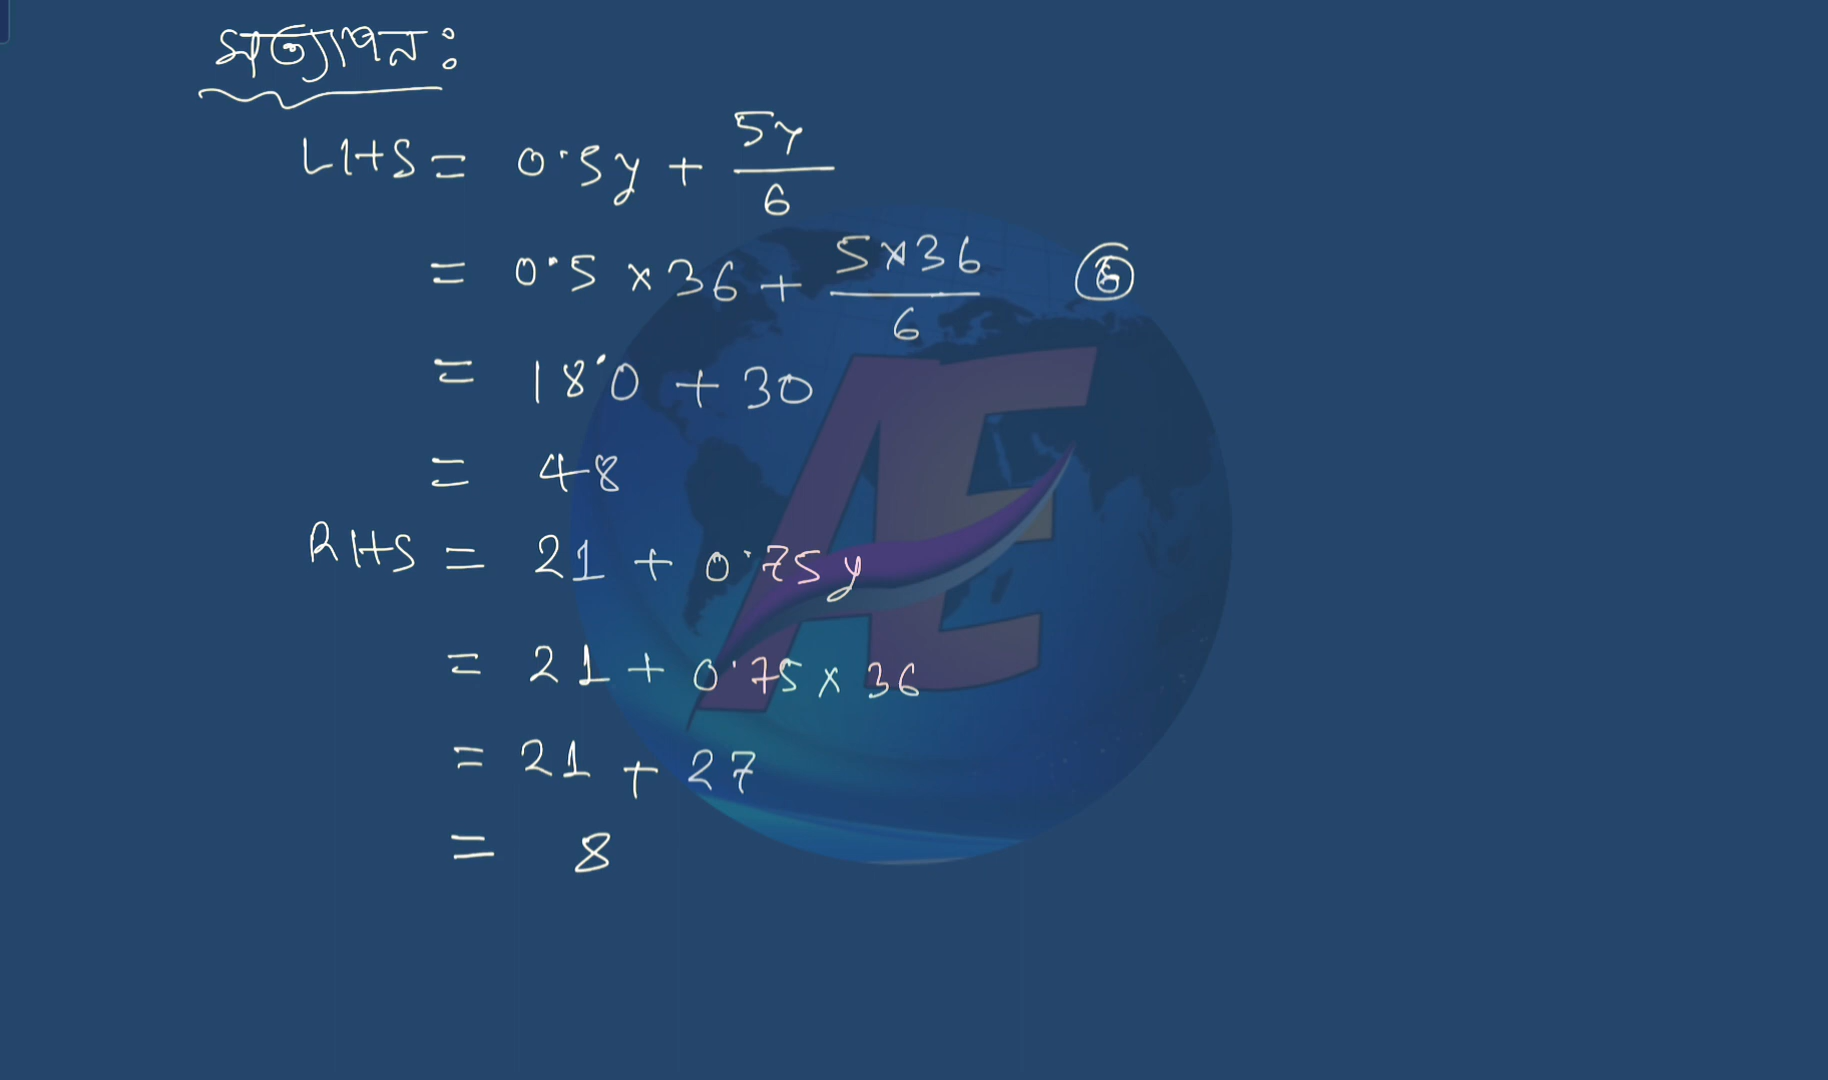 সত্যাপন:
LHS = 0.5y + 5y/6
= 0.5 × 36 + 5×36/6 ⑥
= 18.0 + 30
= 48
RHS = 21 + 0.75y
= 21 + 0.75 × 36
= 21 + 27
= 8
Æ